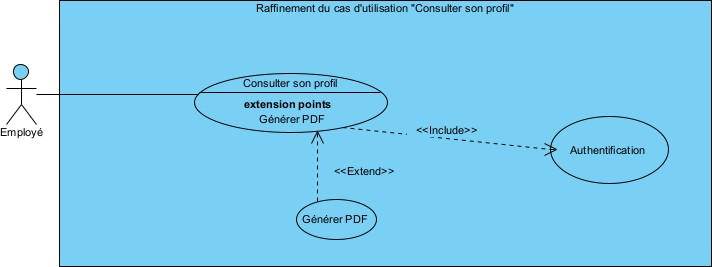 Raffinement du cas d'utilisation "Consulter son profil"
Consulter son profil
extension points
Générer PDF
Employé
<<Include>>
Authentification
<<Extend>>
Générer PDF